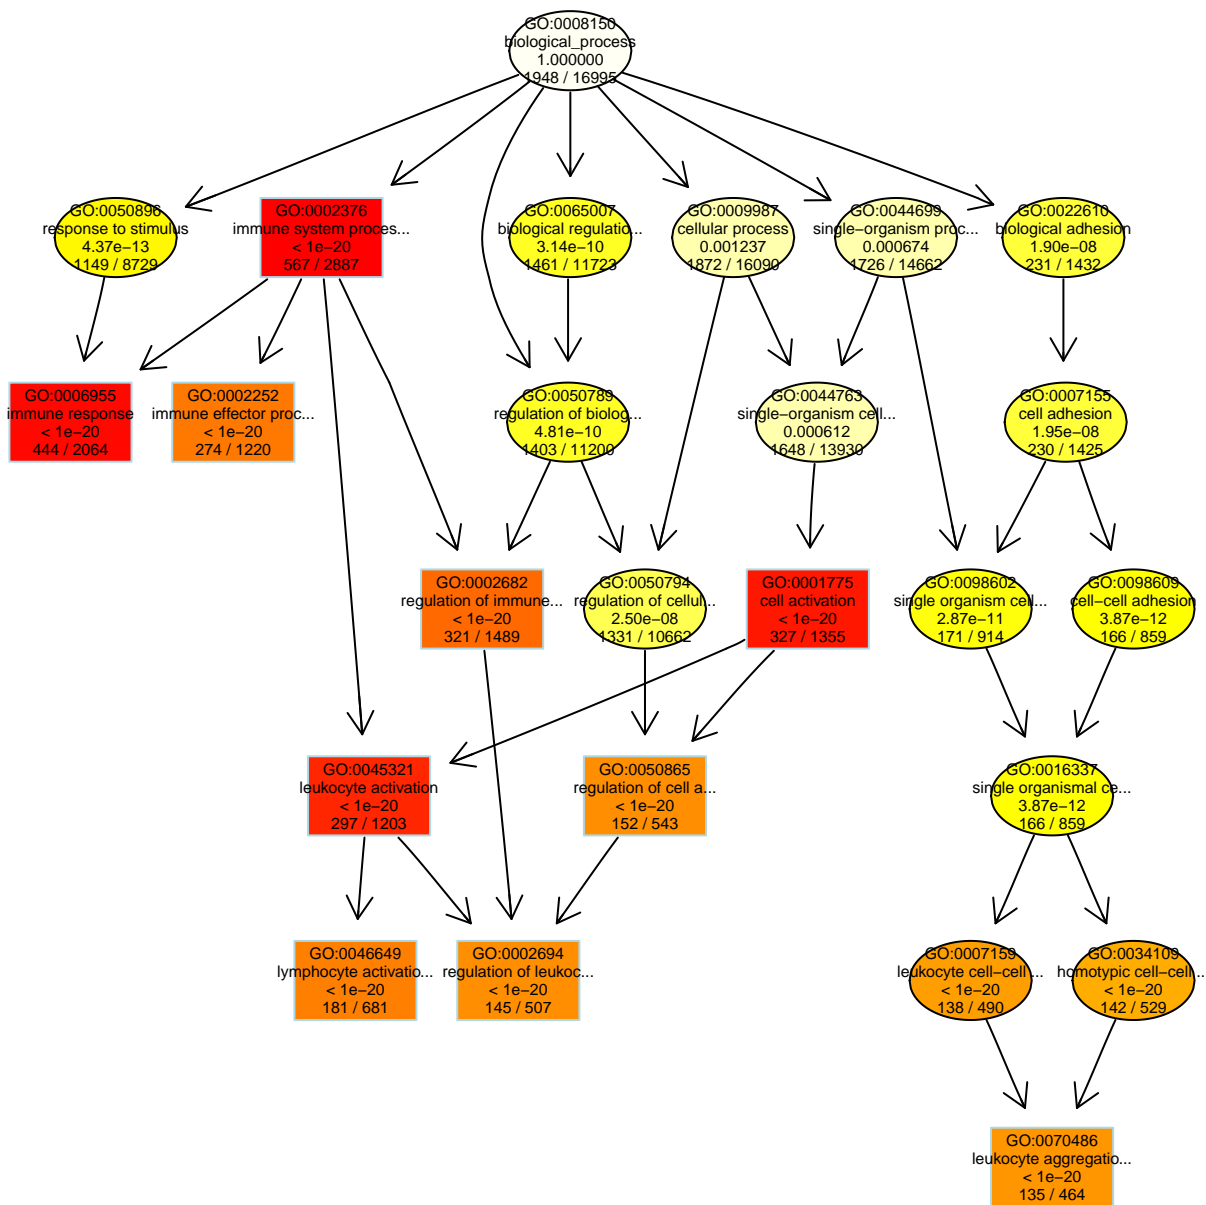 GO:0008150
biological_process
1.000000
1948 / 16995
GO:0050896
response to stimulus
4.37e−13
1149 / 8729
GO:0002376
immune system proces...
< 1e−20
567 / 2887
GO:0065007
biological regulatio...
3.14e−10
1461 / 11723
GO:0009987
cellular process
0.001237
1872 / 16090
GO:0044699
single−organism proc...
0.000674
1726 / 14662
GO:0022610
biological adhesion
1.90e−08
231 / 1432
GO:0006955
immune response
< 1e−20
444 / 2064
GO:0002252
immune effector proc...
< 1e−20
274 / 1220
GO:0050789
regulation of biolog...
4.81e−10
1403 / 11200
GO:0044763
single−organism cell...
0.000612
1648 / 13930
GO:0007155
cell adhesion
1.95e−08
230 / 1425
GO:0002682
regulation of immune...
< 1e−20
321 / 1489
GO:0050794
regulation of cellul...
2.50e−08
1331 / 10662
GO:0001775
cell activation
< 1e−20
327 / 1355
GO:0098602
single organism cell...
2.87e−11
171 / 914
GO:0098609
cell−cell adhesion
3.87e−12
166 / 859
GO:0045321
leukocyte activation
< 1e−20
297 / 1203
GO:0050865
regulation of cell a...
< 1e−20
152 / 543
GO:0016337
single organismal ce...
3.87e−12
166 / 859
GO:0046649
lymphocyte activatio...
< 1e−20
181 / 681
GO:0002694
regulation of leukoc...
< 1e−20
145 / 507
GO:0007159
leukocyte cell−cell ...
< 1e−20
138 / 490
GO:0034109
homotypic cell−cell...
< 1e−20
142 / 529
GO:0070486
leukocyte aggregatio...
< 1e−20
135 / 464